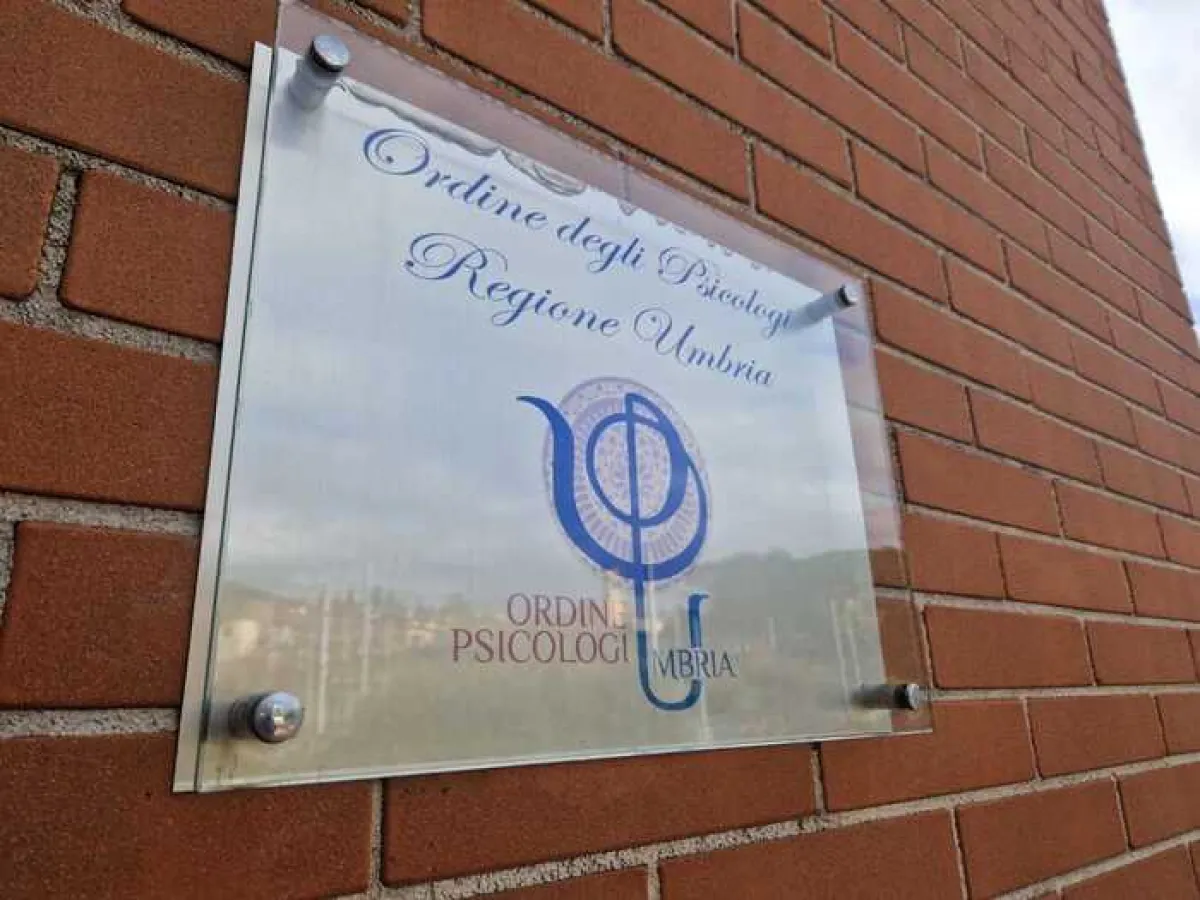 Ordine degli Psicologi
Regione Umbria
ORDINE
PSICOLOGI UMBRIA